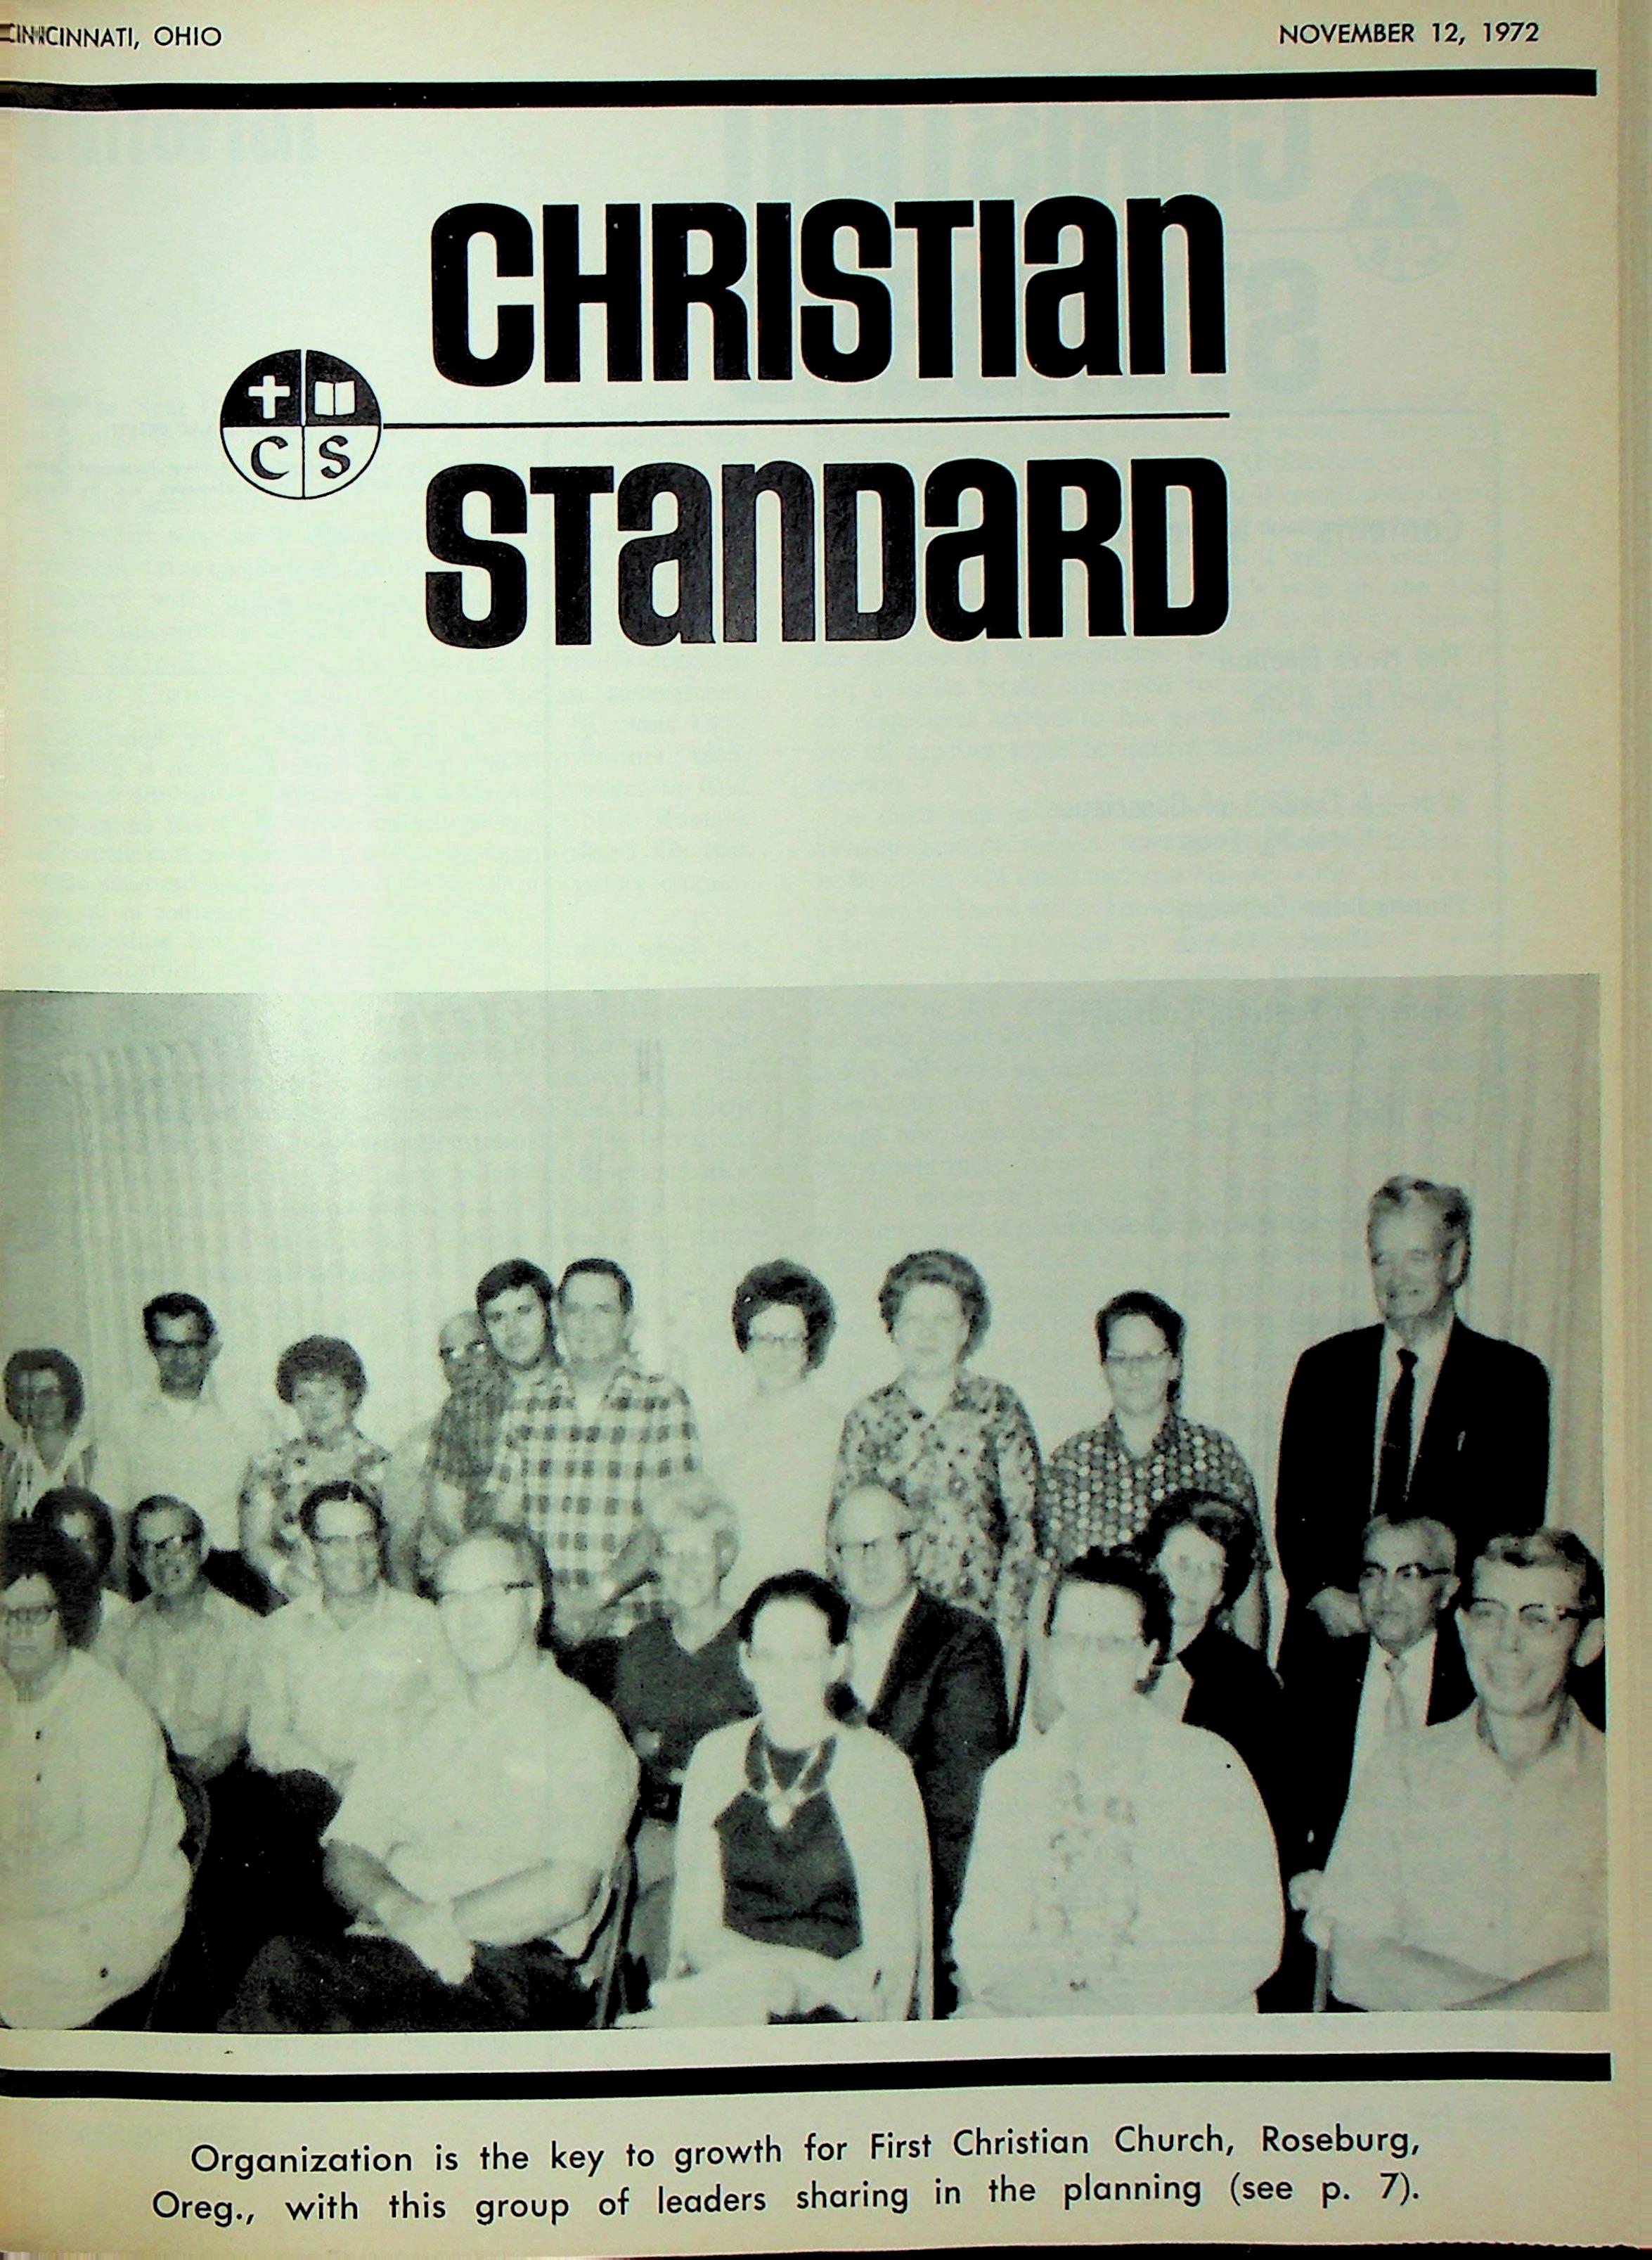 CINCINNATI, OHIO
NOVEMBER 12, 1972
CHRISTIAN
C S
STANDARD
Organization is the key to growth for First Christian Church, Roseburg,
Oreg., with this group of leaders sharing in the planning (see p. 7).